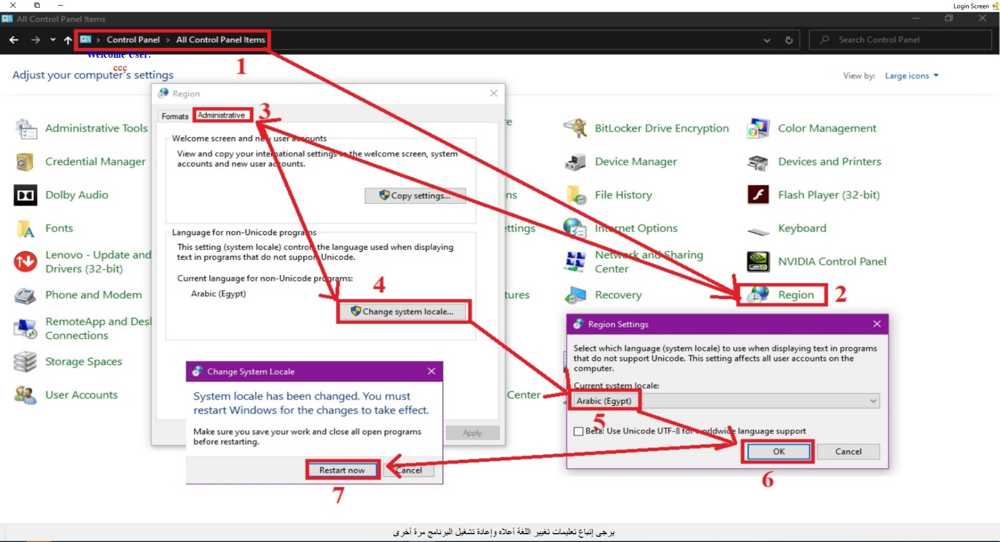 Login Screen
All Control Panel Items
Control Panel > All Control Panel Items
Search Control Panel
Welcome User:
ccc
1
Adjust your computer's settings
View by: Large icons
Region
Formats
Administrative
3
Welcome screen and new user accounts
View and copy your international settings to the welcome screen, system
accounts and new user accounts.
Copy settings...
Language for non-Unicode programs
This setting (system locale) controls the language used when displaying
text in programs that do not support Unicode.
Current language for non-Unicode programs:
Arabic (Egypt)
4
Change system locale...
Apply
Administrative Tools
Credential Manager
Dolby Audio
Fonts
Lenovo - Update and
Drivers (32-bit)
Phone and Modem
RemoteApp and Desk
Connections
Storage Spaces
User Accounts
re
ns
ettings
tures
Center
BitLocker Drive Encryption
Device Manager
File History
Internet Options
Network and Sharing
Center
Recovery
Color Management
Devices and Printers
Flash Player (32-bit)
Keyboard
NVIDIA Control Panel
Region
2
Region Settings
Select which language (system locale) to use when displaying text in programs
that do not support Unicode. This setting affects all user accounts on the
computer.
Current system locale:
Arabic (Egypt)
5
Beta: Use Unicode UTF-8 for worldwide language support
OK
Cancel
6
Change System Locale
System locale has been changed. You must
restart Windows for the changes to take effect.
Make sure you save your work and close all open programs
before restarting.
Restart now
Cancel
7
يرجى إتباع تعليمات تغيير اللغة أعلاه وإعادة تشغيل البرنامج مرة أخرى